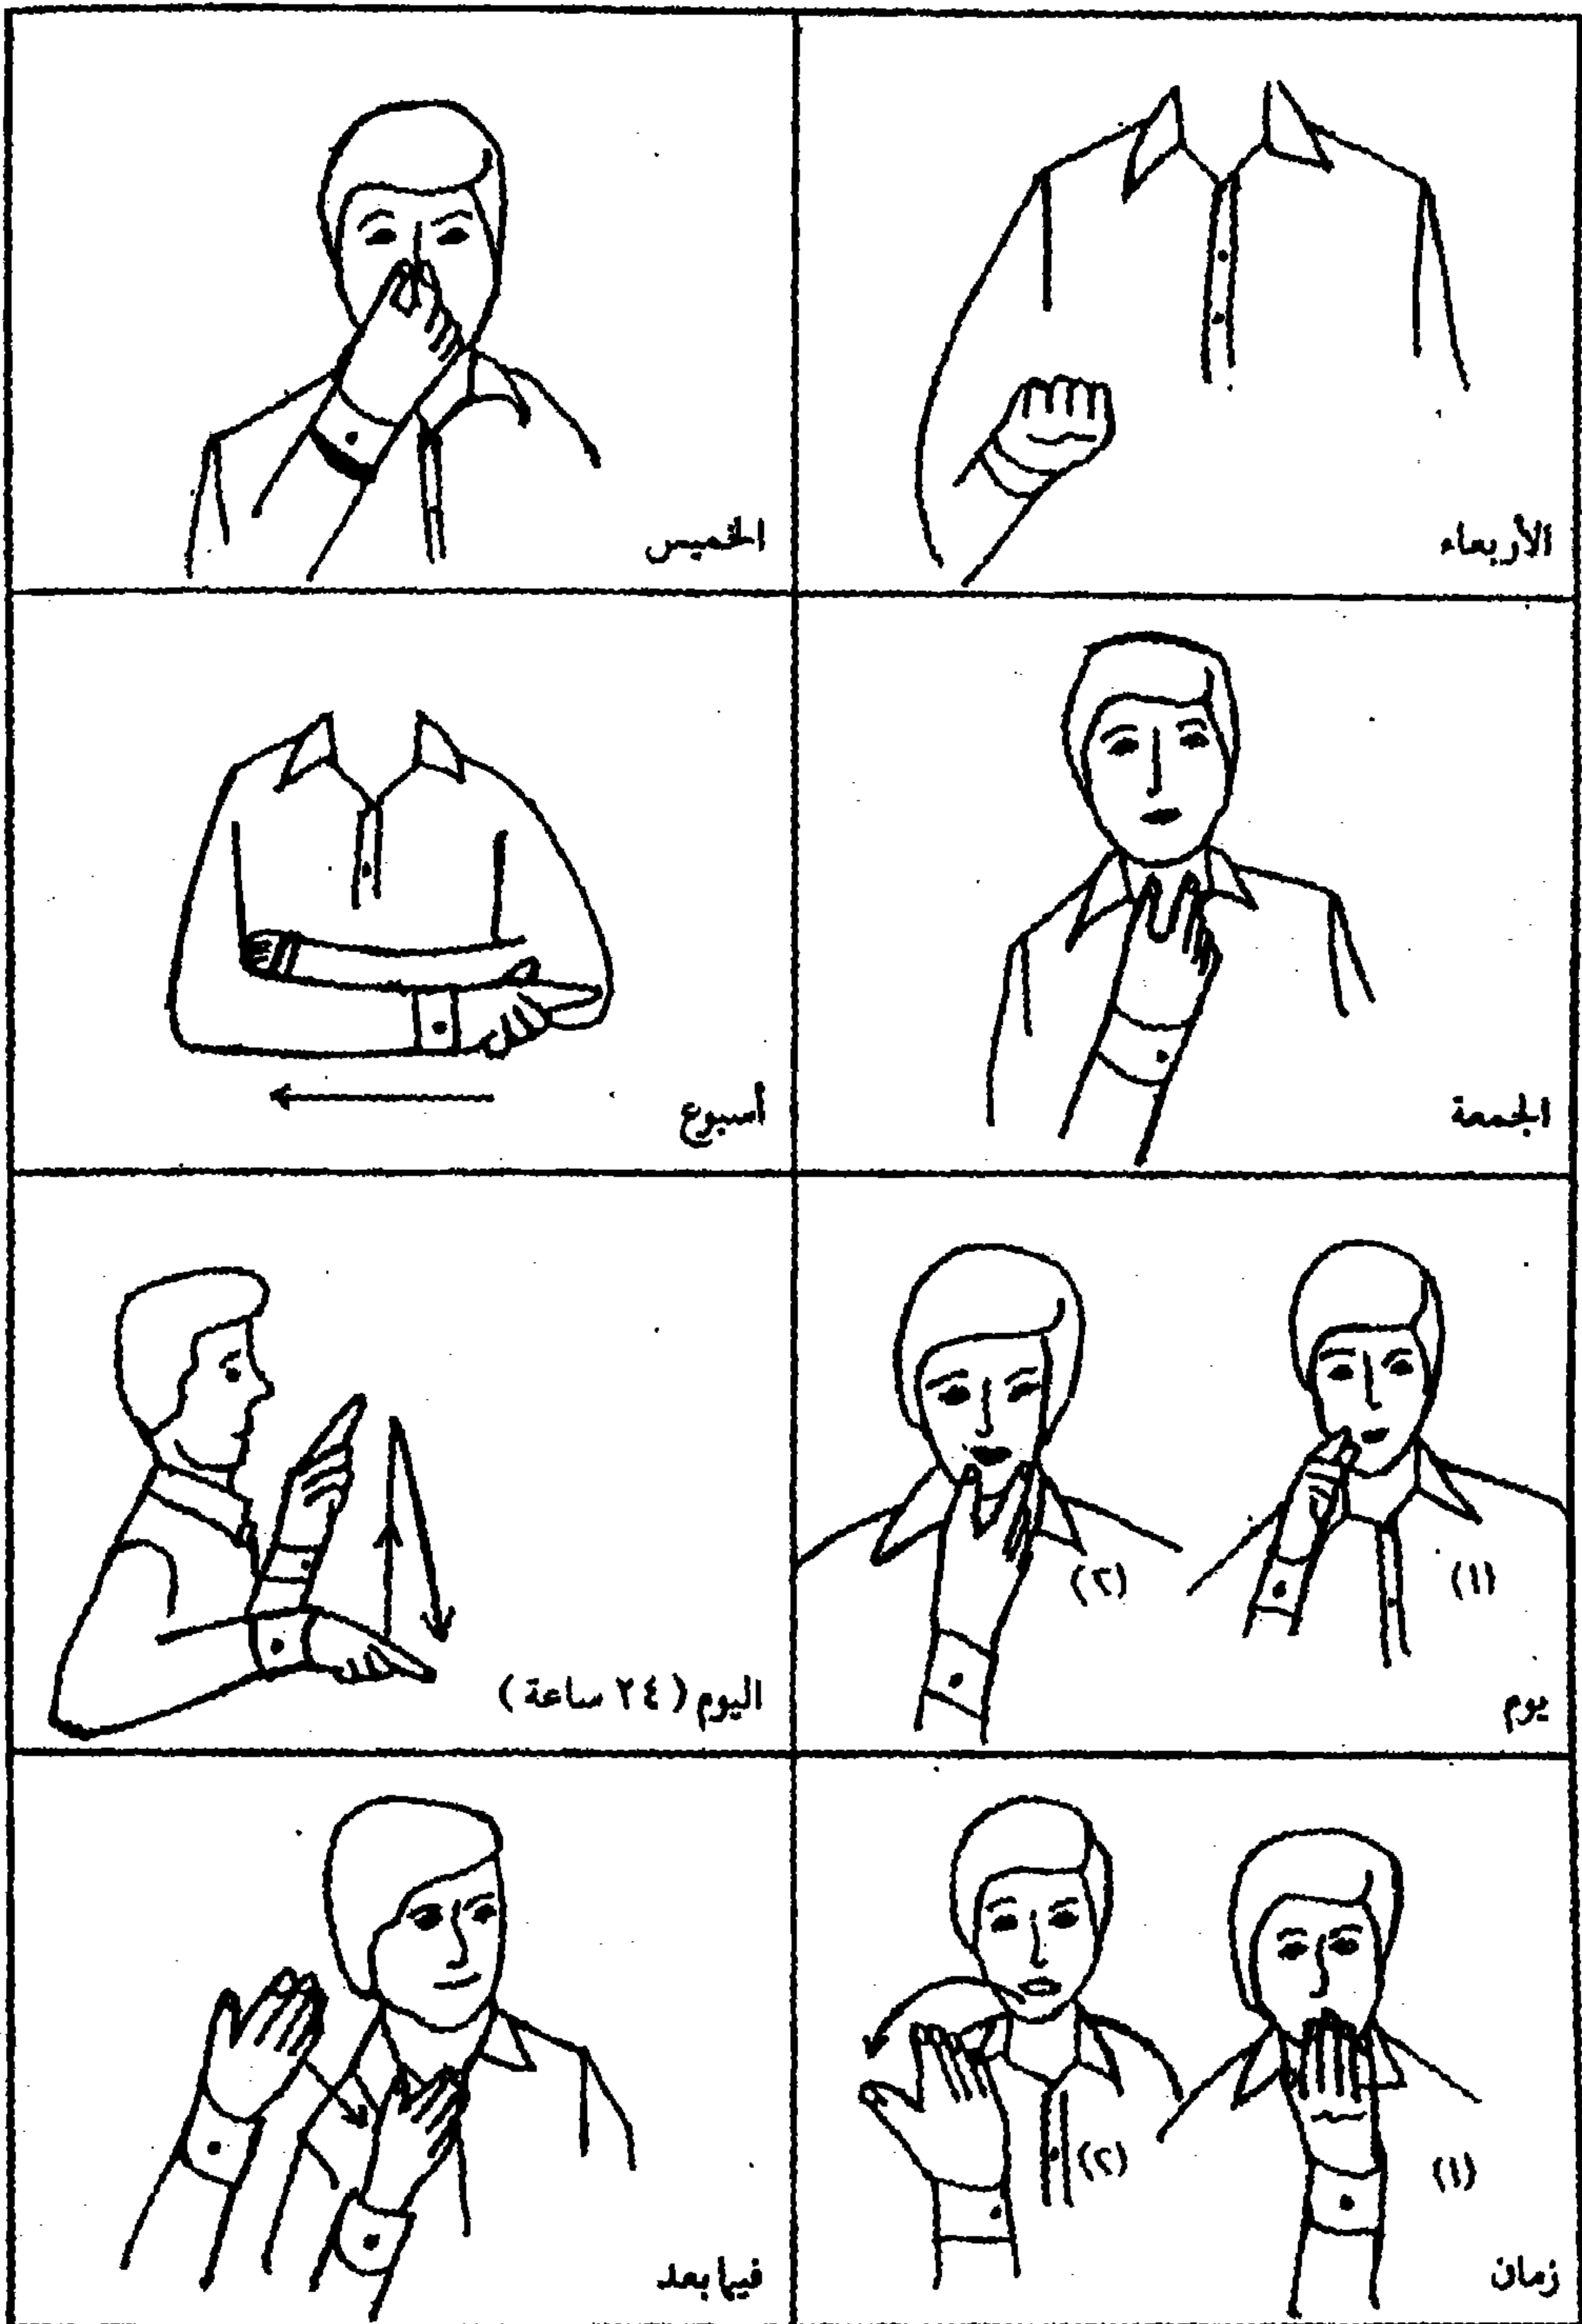 الأربعاء
الخميس
الجمعة
أسبوع
(١)
(٢)
يوم
اليوم (٢٤ ساعة)
(١)
(٢)
زمان
فيما بعد